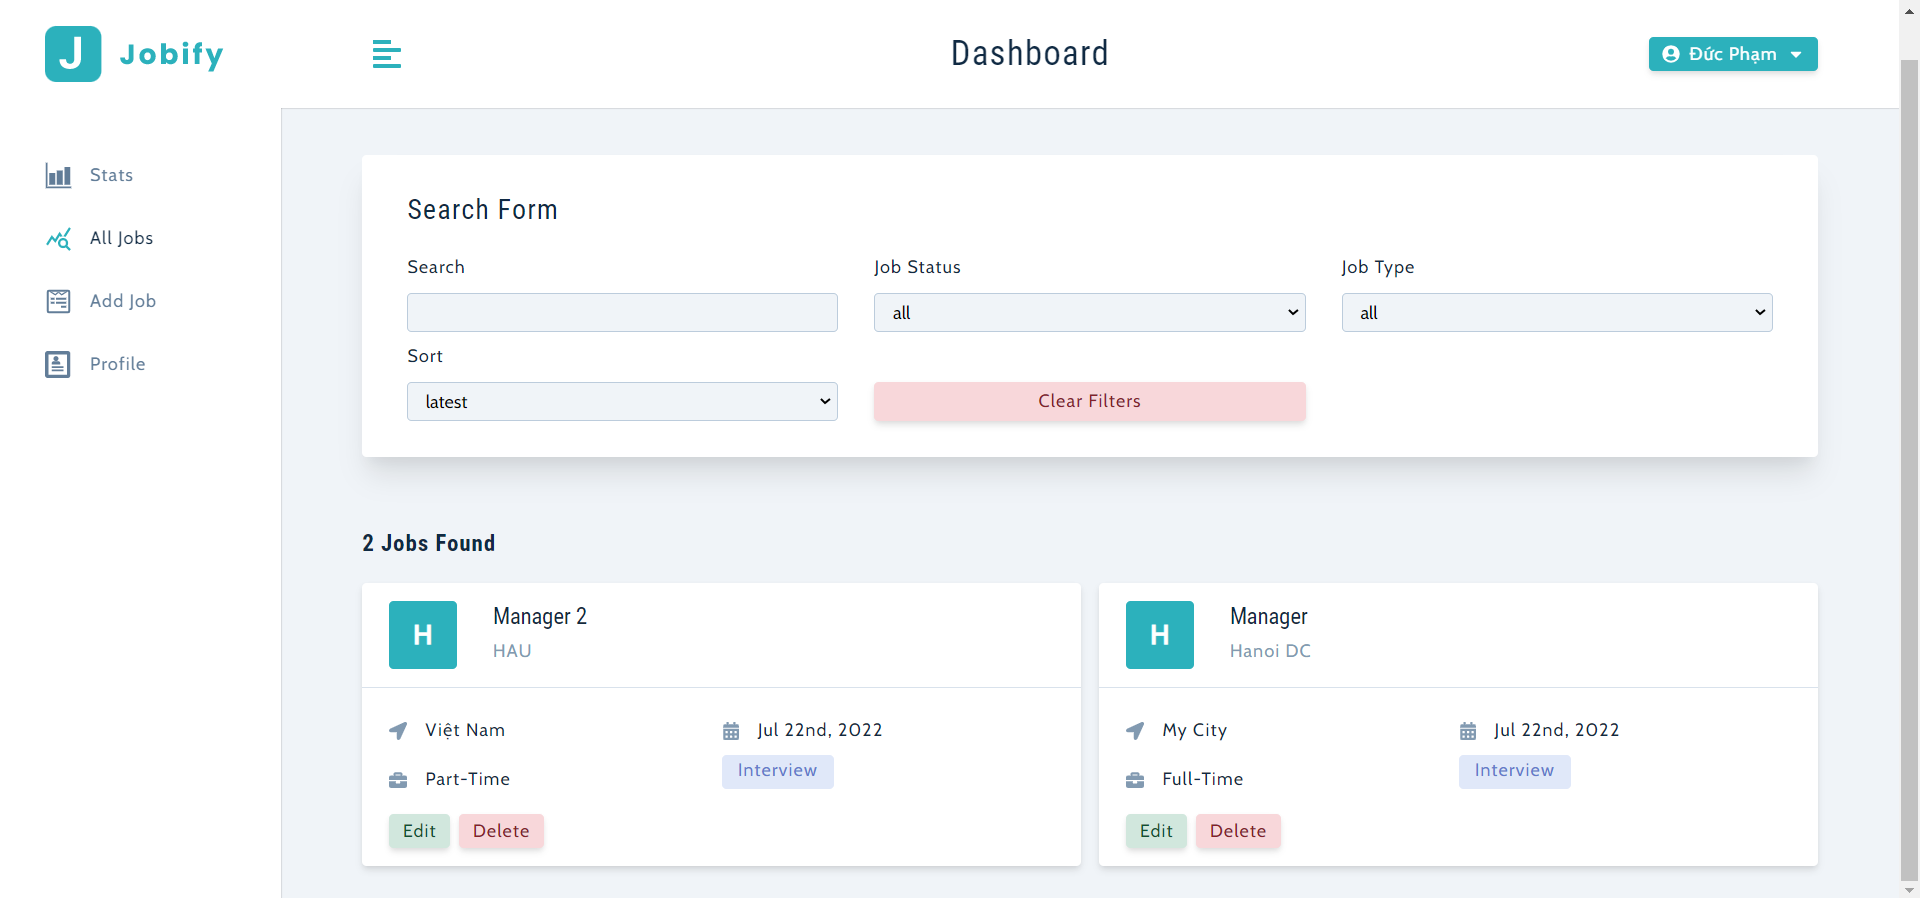 J Jobify
Dashboard
Đức Phạm
Stats
All Jobs
Add Job
Profile
Search Form
Search
Job Status
Job Type
all
all
Sort
latest
Clear Filters
2 Jobs Found
H
Manager 2
HAU
Việt Nam
Jul 22nd, 2022
Part-Time
Interview
Edit
Delete
H
Manager
Hanoi DC
My City
Jul 22nd, 2022
Full-Time
Interview
Edit
Delete